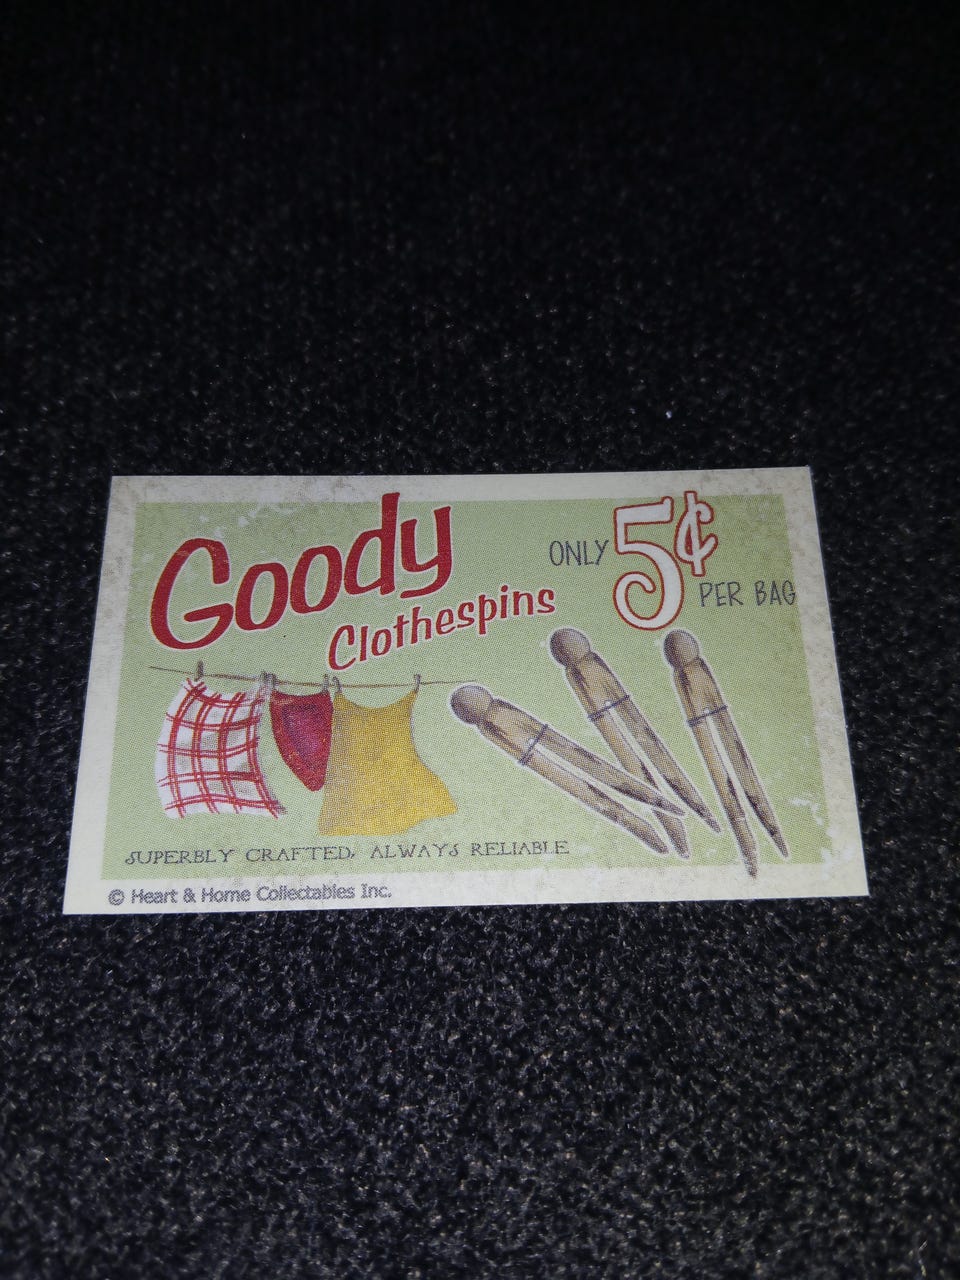 Goody
Clothespins
ONLY 5¢
PER BAG
SUPERBLY CRAFTED, ALWAYS RELIABLE
© Heart & Home Collectables Inc.